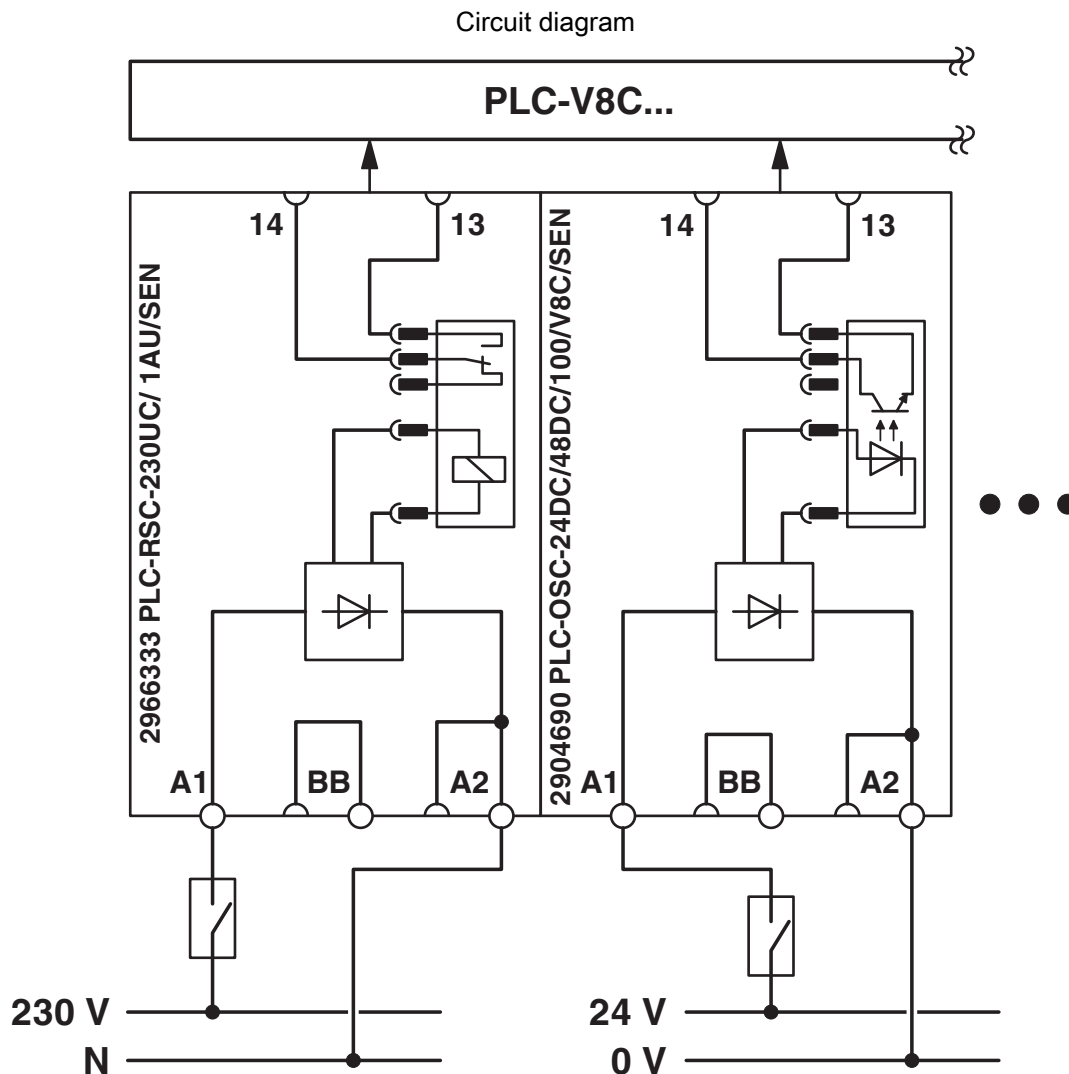 Circuit diagram
PLC-V8C...
14
13
2966333 PLC-RSC-230UC/ 1AU/SEN
A1
BB
A2
14
13
2904690 PLC-OSC-24DC/48DC/100/V8C/SEN
A1
BB
A2
230 V
N
24 V
0 V